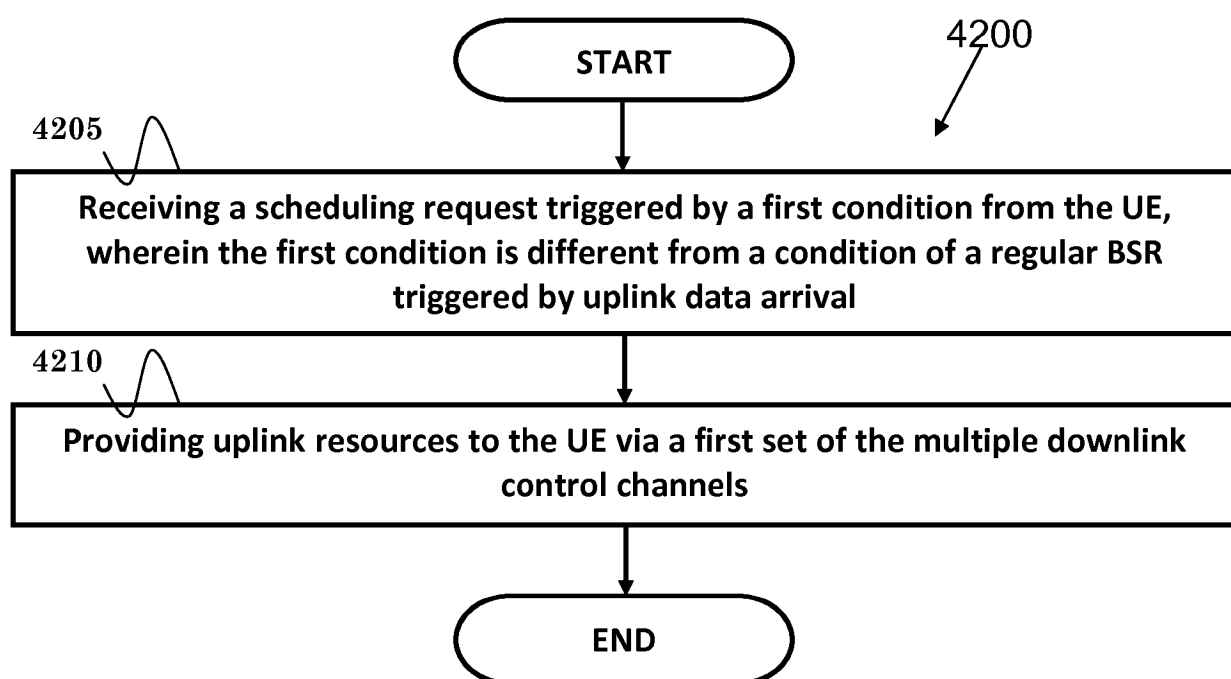 START
4200
4205
Receiving a scheduling request triggered by a first condition from the UE,
wherein the first condition is different from a condition of a regular BSR
triggered by uplink data arrival
4210
Providing uplink resources to the UE via a first set of the multiple downlink
control channels
END